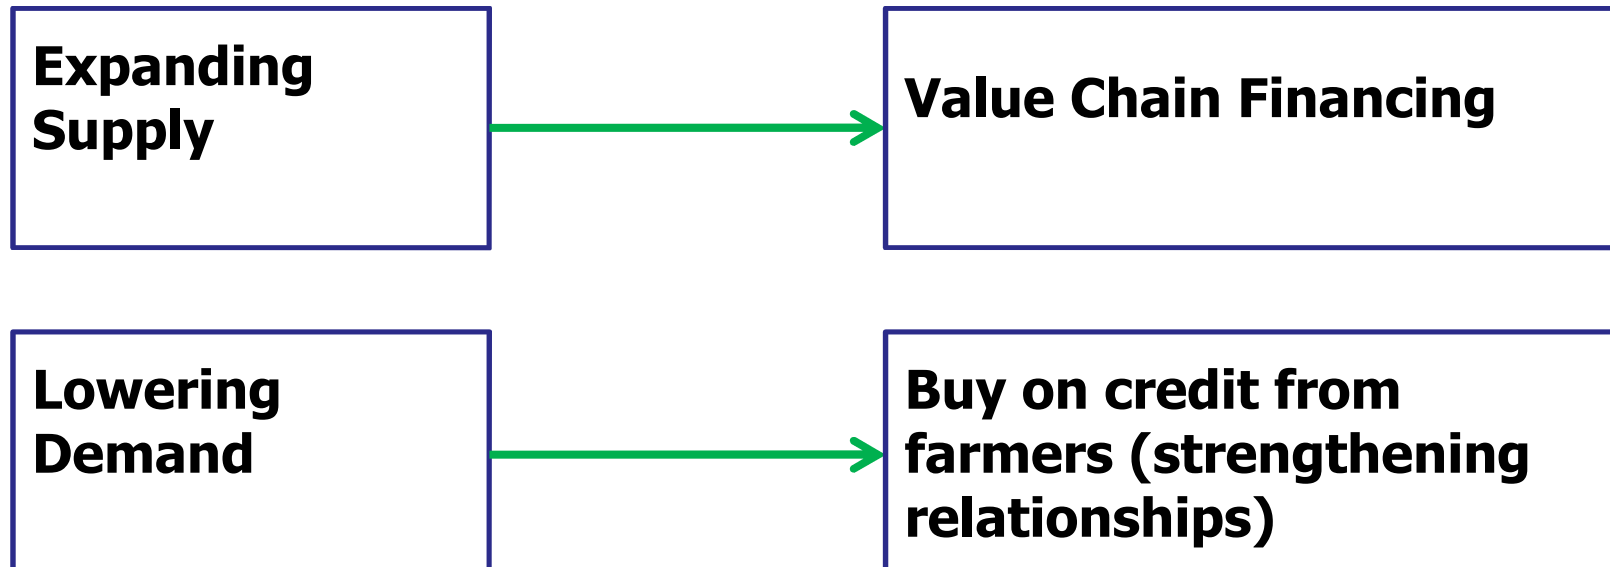 Expanding
Supply
Value Chain Financing
Lowering
Demand
Buy on credit from
farmers (strengthening
relationships)